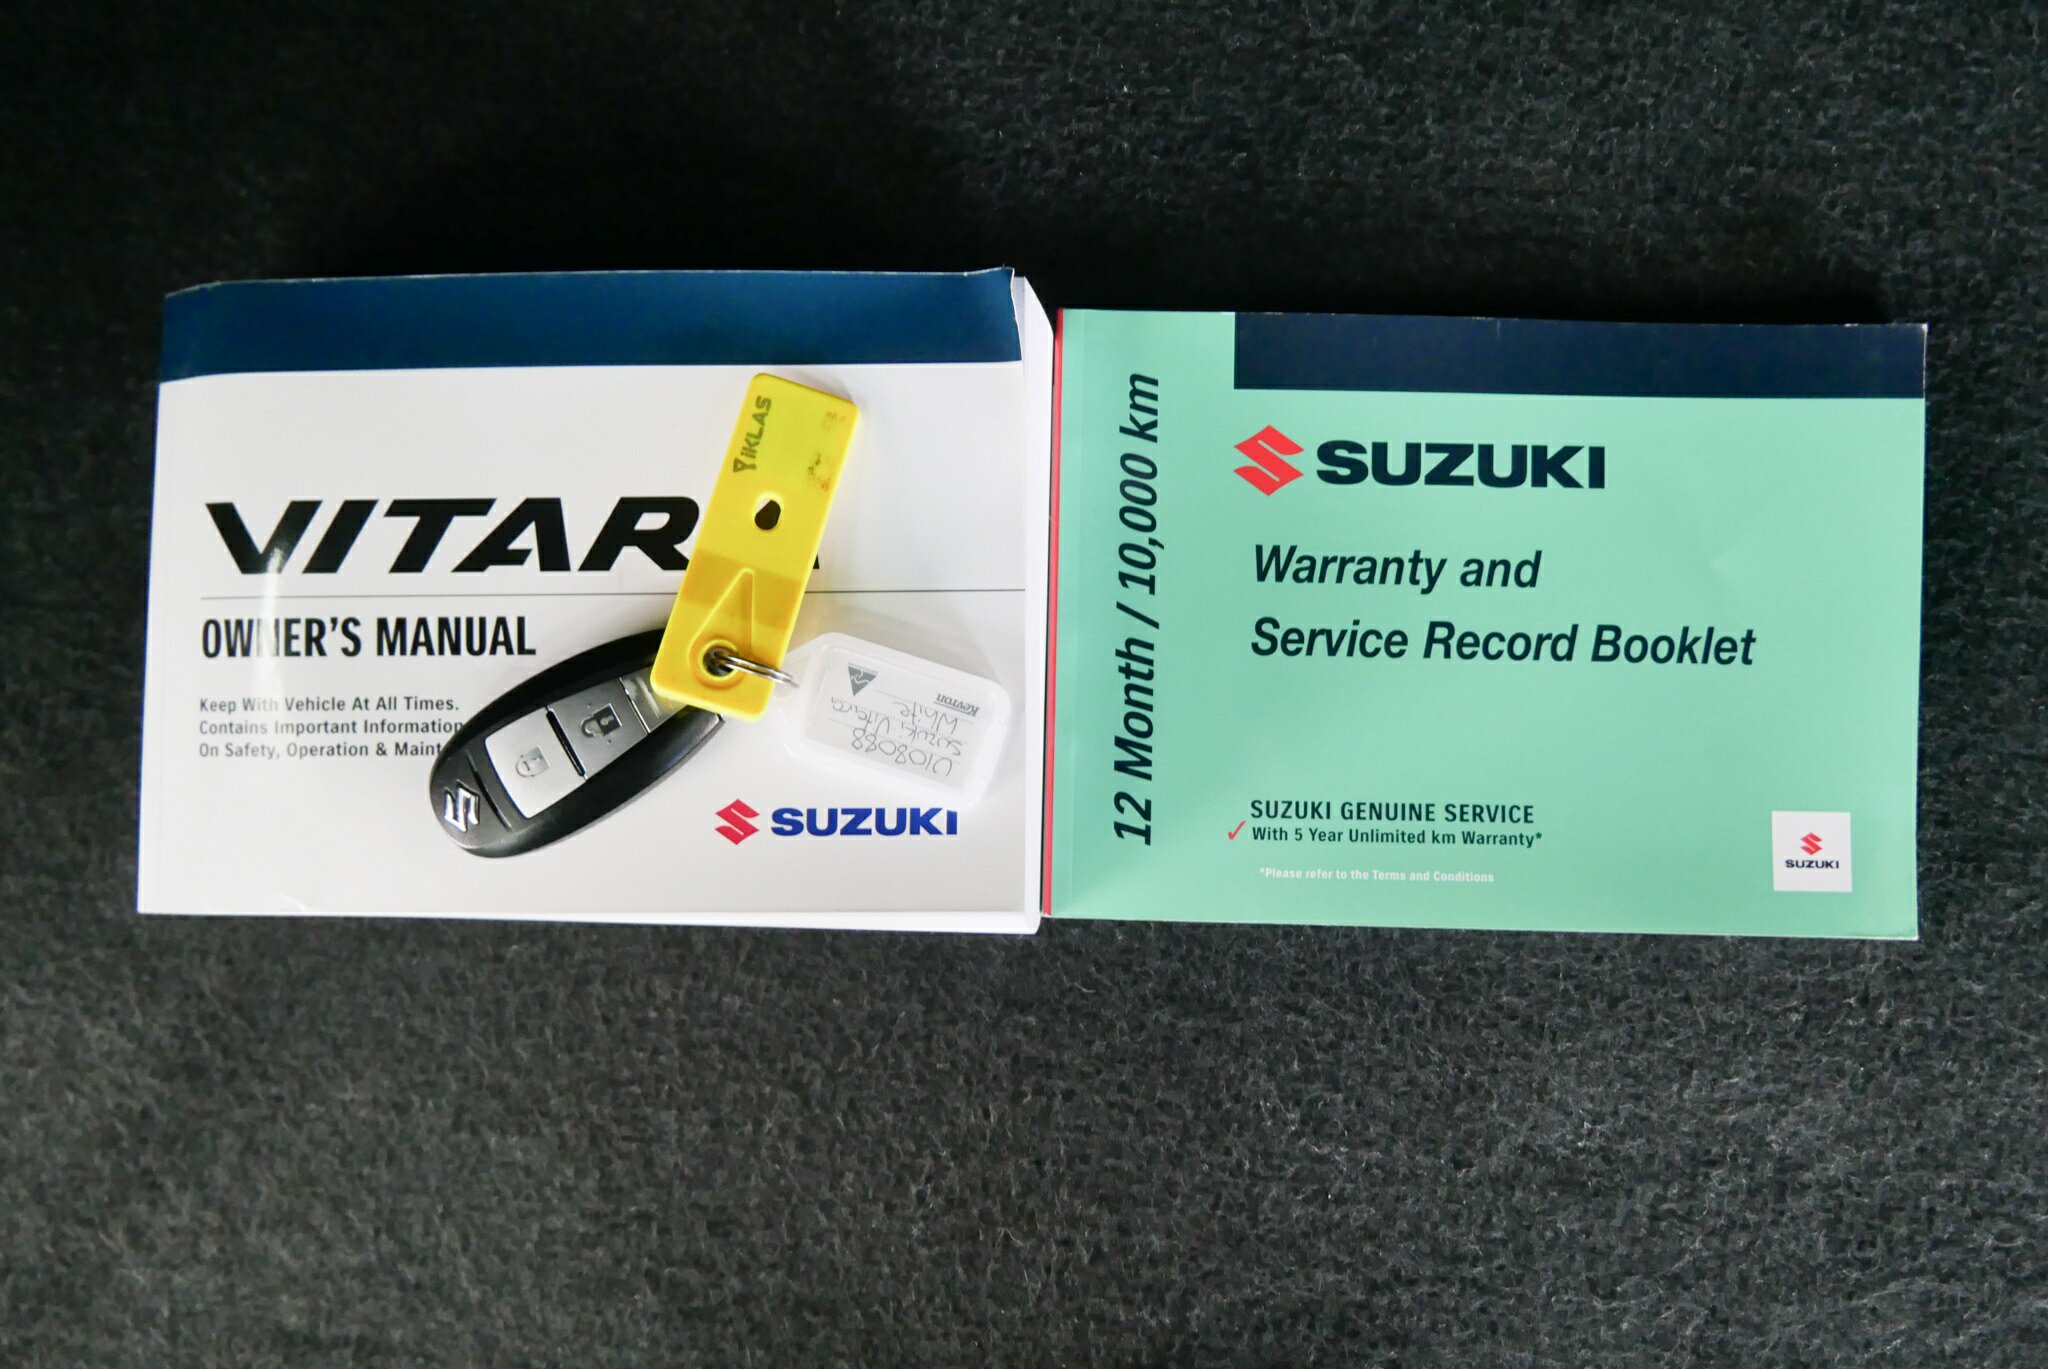 VITAR
OWNER'S MANUAL
Keep With Vehicle At All Times.
Contains Important Information
On Safety, Operation & Maint
SUZUKI
VIKLAS
Kevron
White
Suzuki Vitara
U108088
12 Month / 10,000 km
SUZUKI
Warranty and
Service Record Booklet
SUZUKI GENUINE SERVICE
With 5 Year Unlimited km Warranty*
*Please refer to the Terms and Conditions
SUZUKI